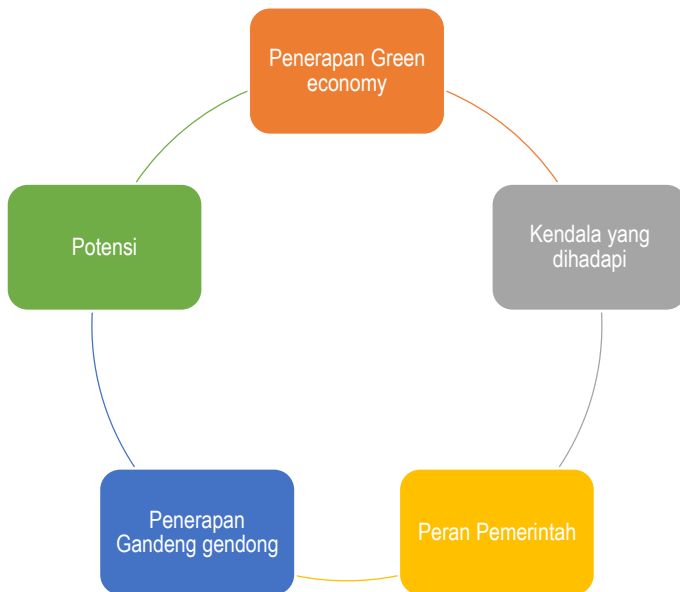 Penerapan Green
economy
Kendala yang
dihadapi
Peran Pemerintah
Penerapan
Gandeng gendong
Potensi